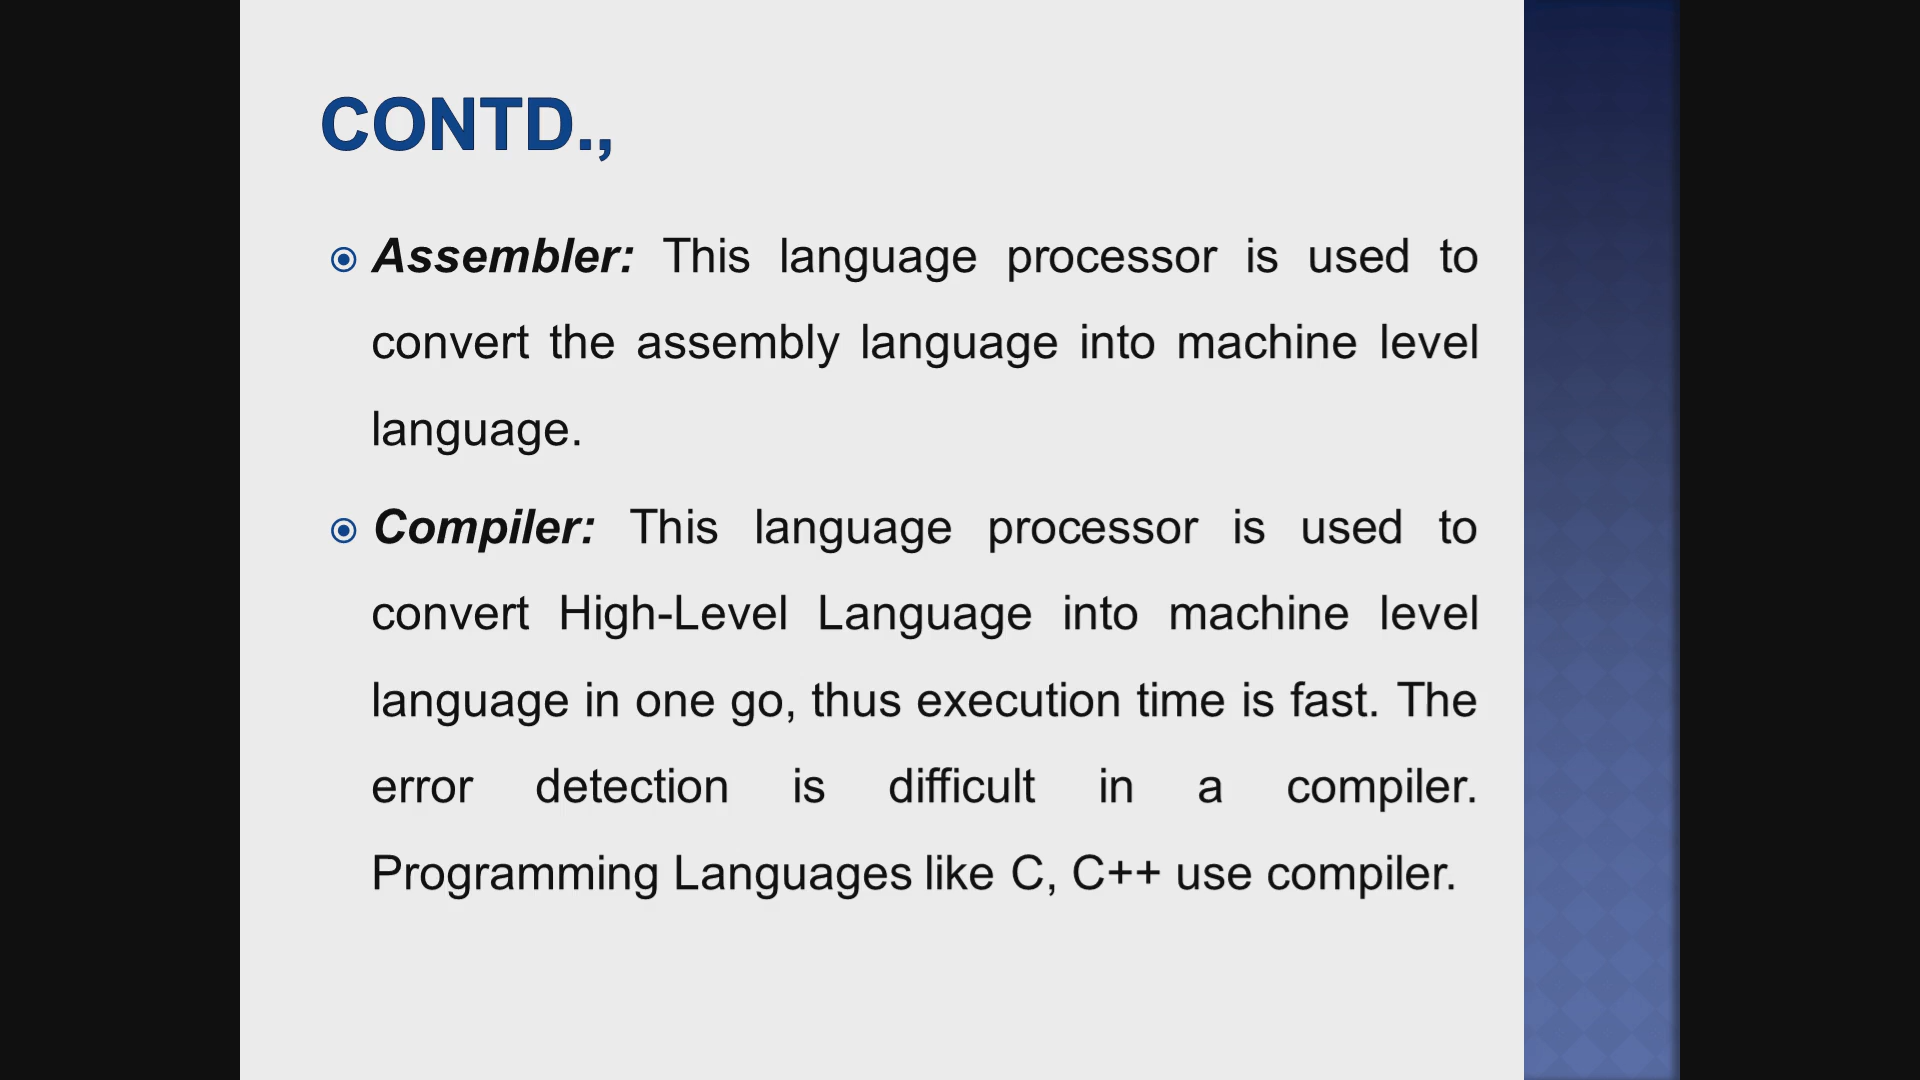 CONTD.,
Assembler: This language processor is used to
convert the assembly language into machine level
language.
Compiler: This language processor is used to
convert High-Level Language into machine level
language in one go, thus execution time is fast. The
error detection is difficult in a compiler.
Programming Languages like C, C++ use compiler.